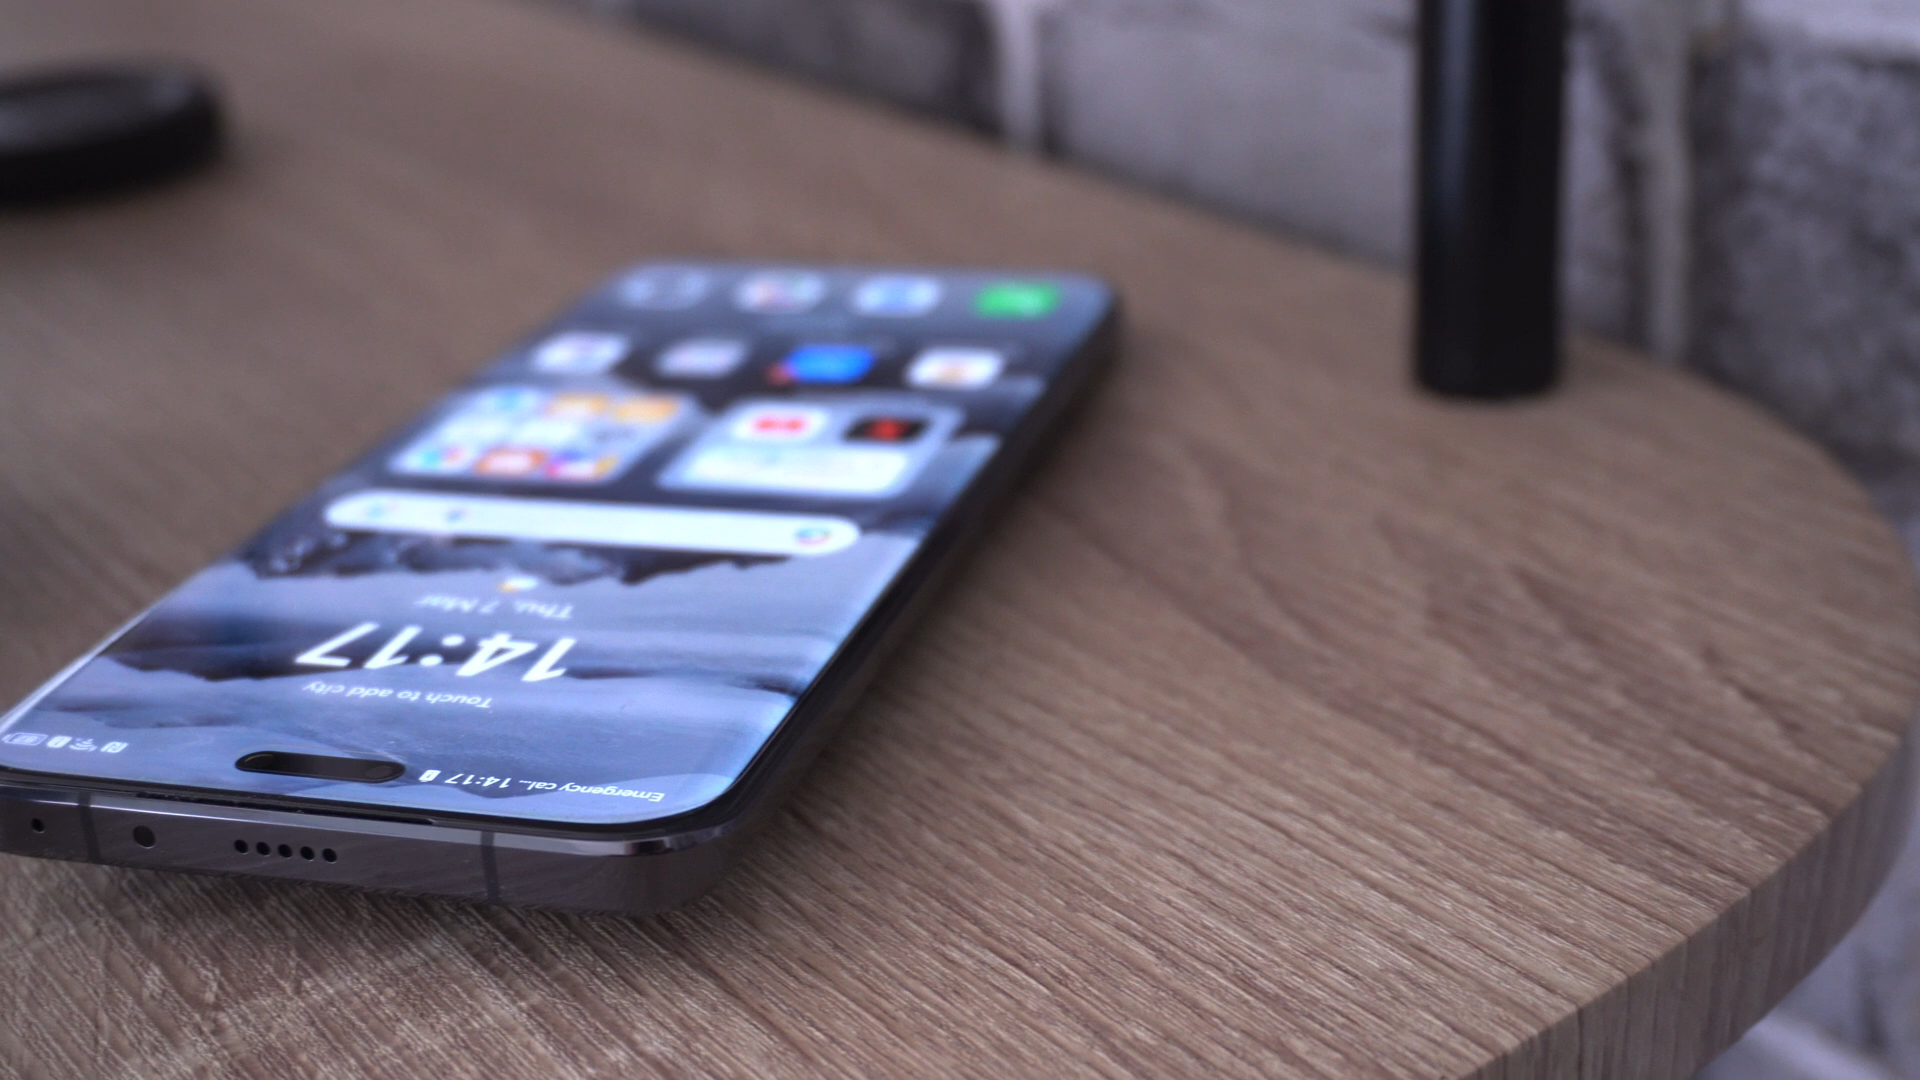 Emergency cal... 14:17
Touch to add city
14:17
Thu, 7 Mar